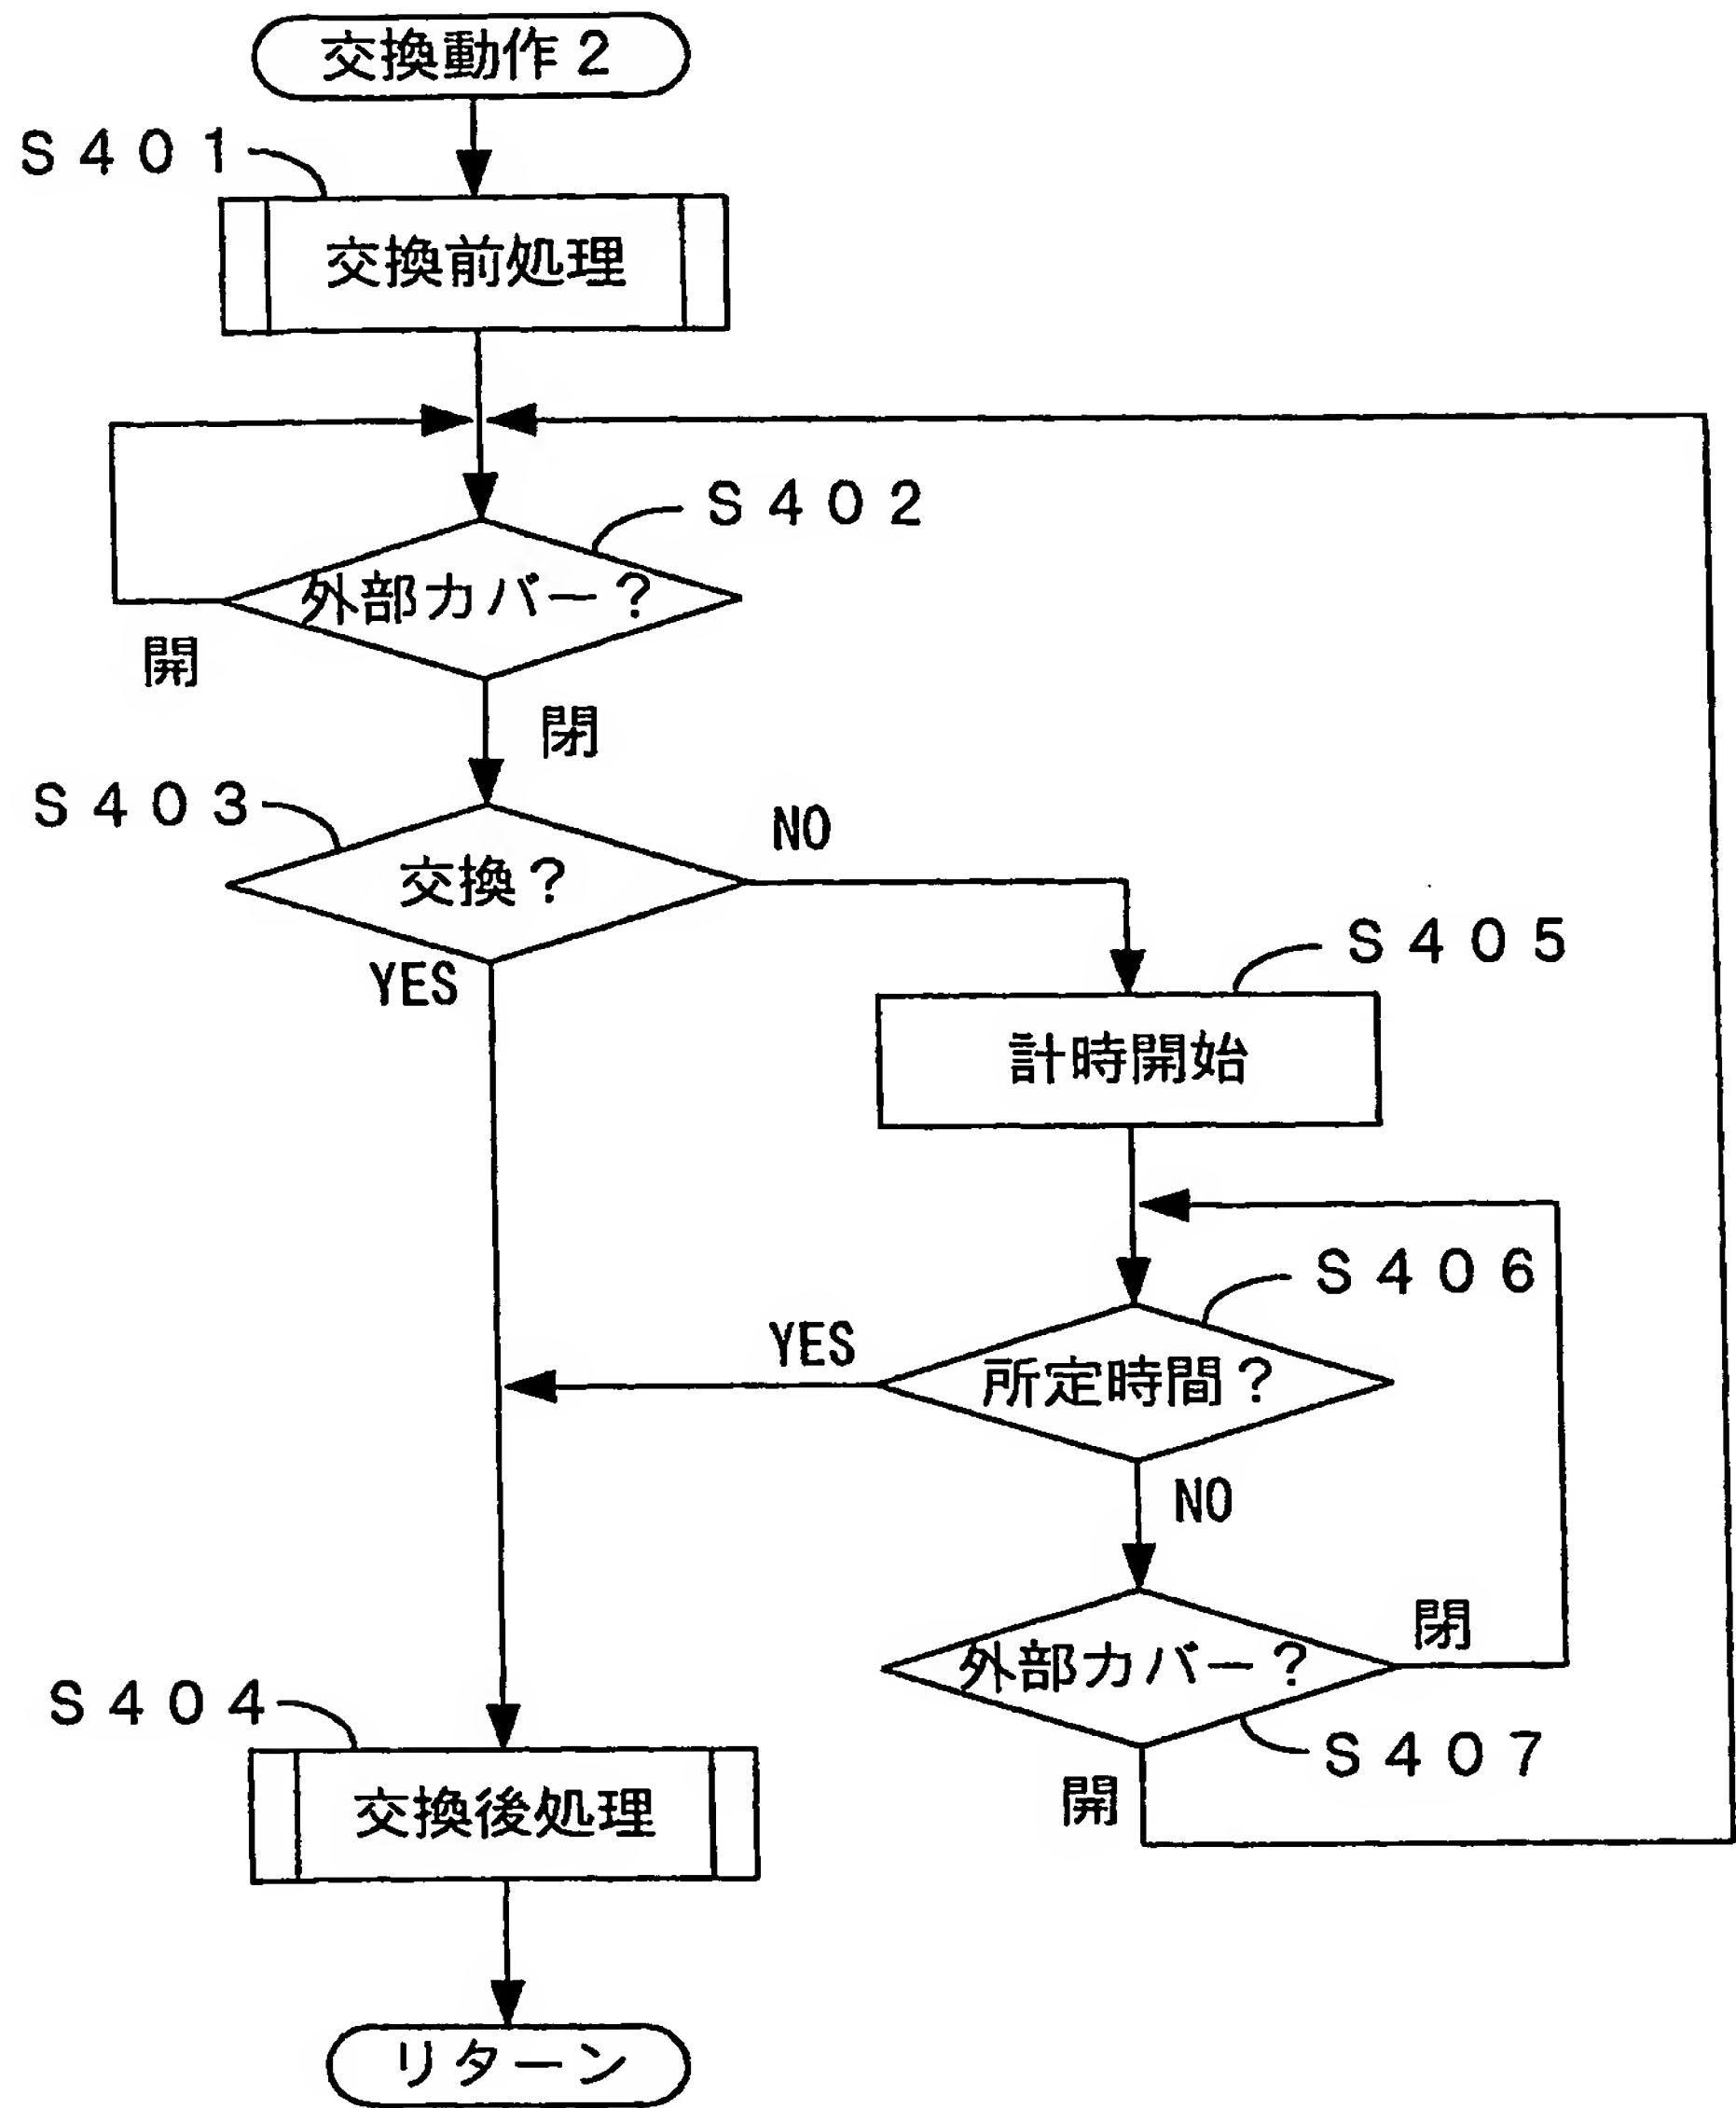 交換動作２
Ｓ４０１
交換前処理
Ｓ４０２
外部カバー？
開
閉
Ｓ４０３
交換？
NO
YES
Ｓ４０５
計時開始
Ｓ４０６
所定時間？
YES
NO
外部カバー？
閉
Ｓ４０７
開
Ｓ４０４
交換後処理
リターン